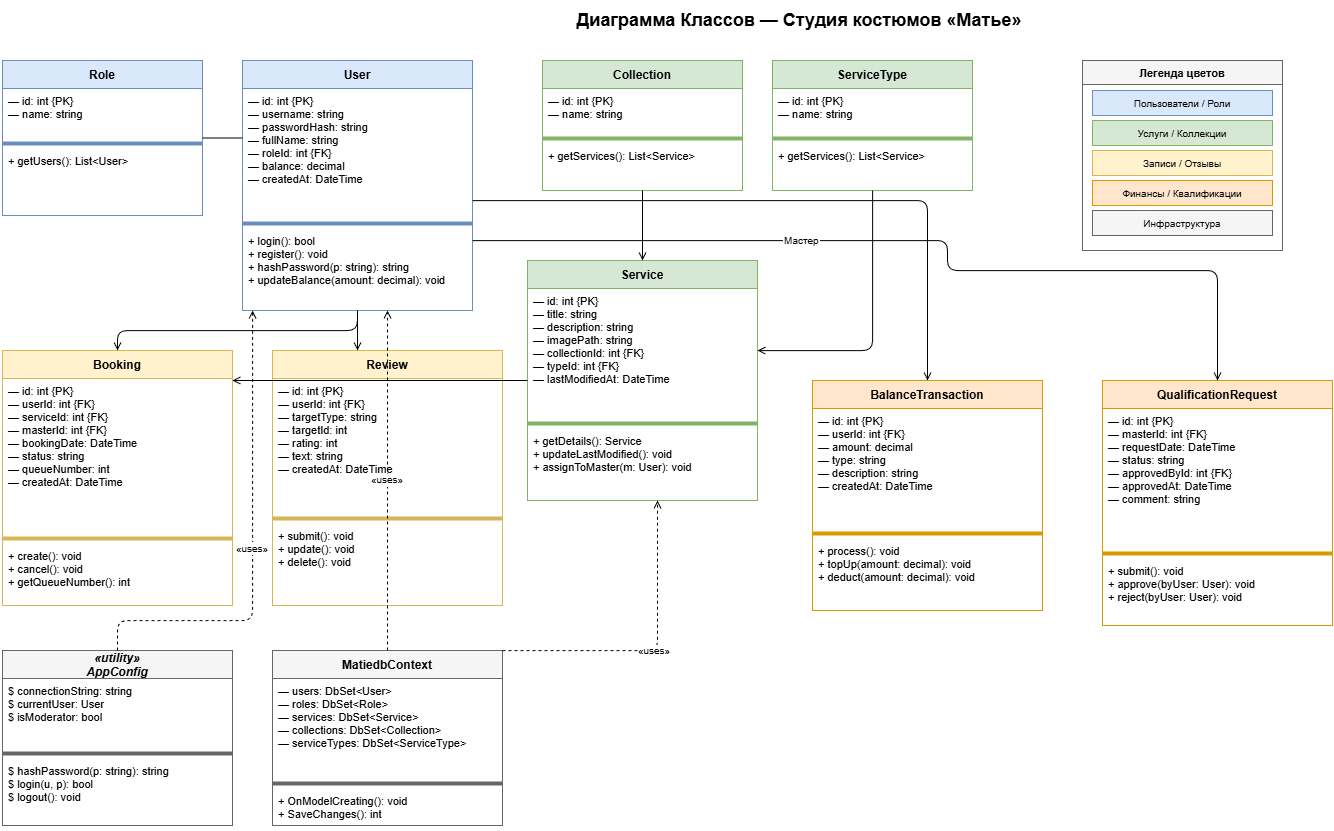 Диаграмма Классов — Студия костюмов «Матье»
Role
— id: int {PK}
— name: string
+ getUsers(): List<User>
User
— id: int {PK}
— username: string
— passwordHash: string
— fullName: string
— roleId: int {FK}
— balance: decimal
— createdAt: DateTime
+ login(): bool
+ register(): void
+ hashPassword(p: string): string
+ updateBalance(amount: decimal): void
Collection
— id: int {PK}
— name: string
+ getServices(): List<Service>
ServiceType
— id: int {PK}
— name: string
+ getServices(): List<Service>
Легенда цветов
Пользователи / Роли
Услуги / Коллекции
Записи / Отзывы
Финансы / Квалификации
Инфраструктура
Мастер
Service
— id: int {PK}
— title: string
— description: string
— imagePath: string
— collectionId: int {FK}
— typeId: int {FK}
— lastModifiedAt: DateTime
+ getDetails(): Service
+ updateLastModified(): void
+ assignToMaster(m: User): void
Booking
— id: int {PK}
— userId: int {FK}
— serviceId: int {FK}
— masterId: int {FK}
— bookingDate: DateTime
— status: string
— queueNumber: int
— createdAt: DateTime
+ create(): void
+ cancel(): void
+ getQueueNumber(): int
«uses»
Review
— id: int {PK}
— userId: int {FK}
— targetType: string
— targetId: int
— rating: int
— text: string
— createdAt: DateTime
«uses»
+ submit(): void
+ update(): void
+ delete(): void
BalanceTransaction
— id: int {PK}
— userId: int {FK}
— amount: decimal
— type: string
— description: string
— createdAt: DateTime
+ process(): void
+ topUp(amount: decimal): void
+ deduct(amount: decimal): void
QualificationRequest
— id: int {PK}
— masterId: int {FK}
— requestDate: DateTime
— status: string
— approvedById: int {FK}
— approvedAt: DateTime
— comment: string
+ submit(): void
+ approve(byUser: User): void
+ reject(byUser: User): void
«utility»
AppConfig
$ connectionString: string
$ currentUser: User
$ isModerator: bool
$ hashPassword(p: string): string
$ login(u, p): bool
$ logout(): void
MatiedbContext
— users: DbSet<User>
— roles: DbSet<Role>
— services: DbSet<Service>
— collections: DbSet<Collection>
— serviceTypes: DbSet<ServiceType>
+ OnModelCreating(): void
+ SaveChanges(): int
«uses»